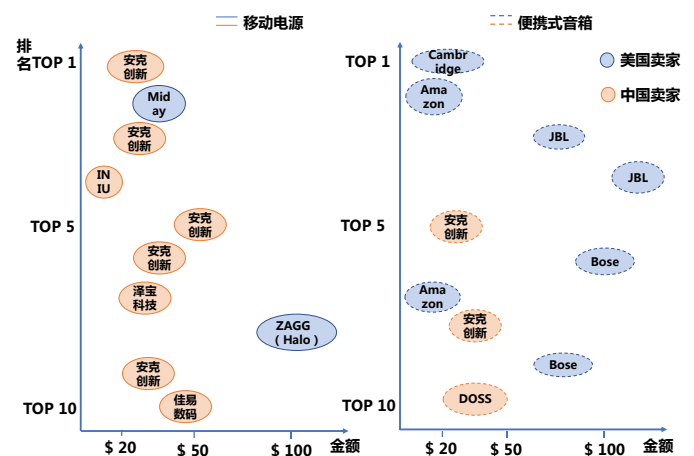 移动电源
便携式音箱
美国卖家
中国卖家
排
名
TOP 1
安克
创新
Mid
ay
安克
创新
IN
IU
TOP 5
安克
创新
安克
创新
泽宝
科技
ZAGG
（Halo）
安克
创新
TOP 10
佳易
数码
$ 20
$ 50
$ 100
金额
TOP 1
Cambr
idge
Ama
zon
JBL
JBL
TOP 5
安克
创新
Bose
Ama
zon
安克
创新
Bose
TOP 10
DOSS
$ 20
$ 50
$ 100
金额